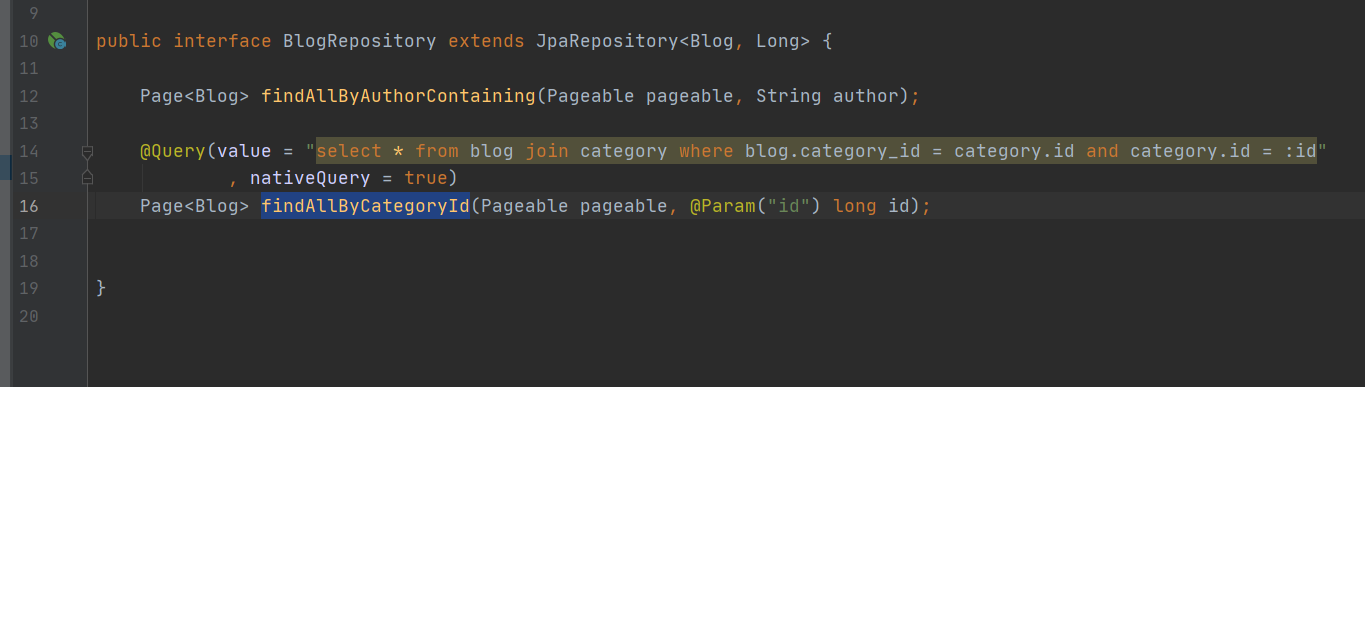 9
10 public interface BlogRepository extends JpaRepository<Blog, Long> {
11
12 Page<Blog> findAllByAuthorContaining(Pageable pageable, String author);
13
14 @Query(value = "select * from blog join category where blog.category_id = category.id and category.id = :id"
15 , nativeQuery = true)
16 Page<Blog> findAllByCategoryId(Pageable pageable, @Param("id") long id);
17
18
19 }
20